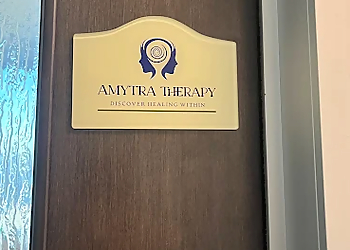 AMYTRA THERAPY
DISCOVER HEALING WITHIN